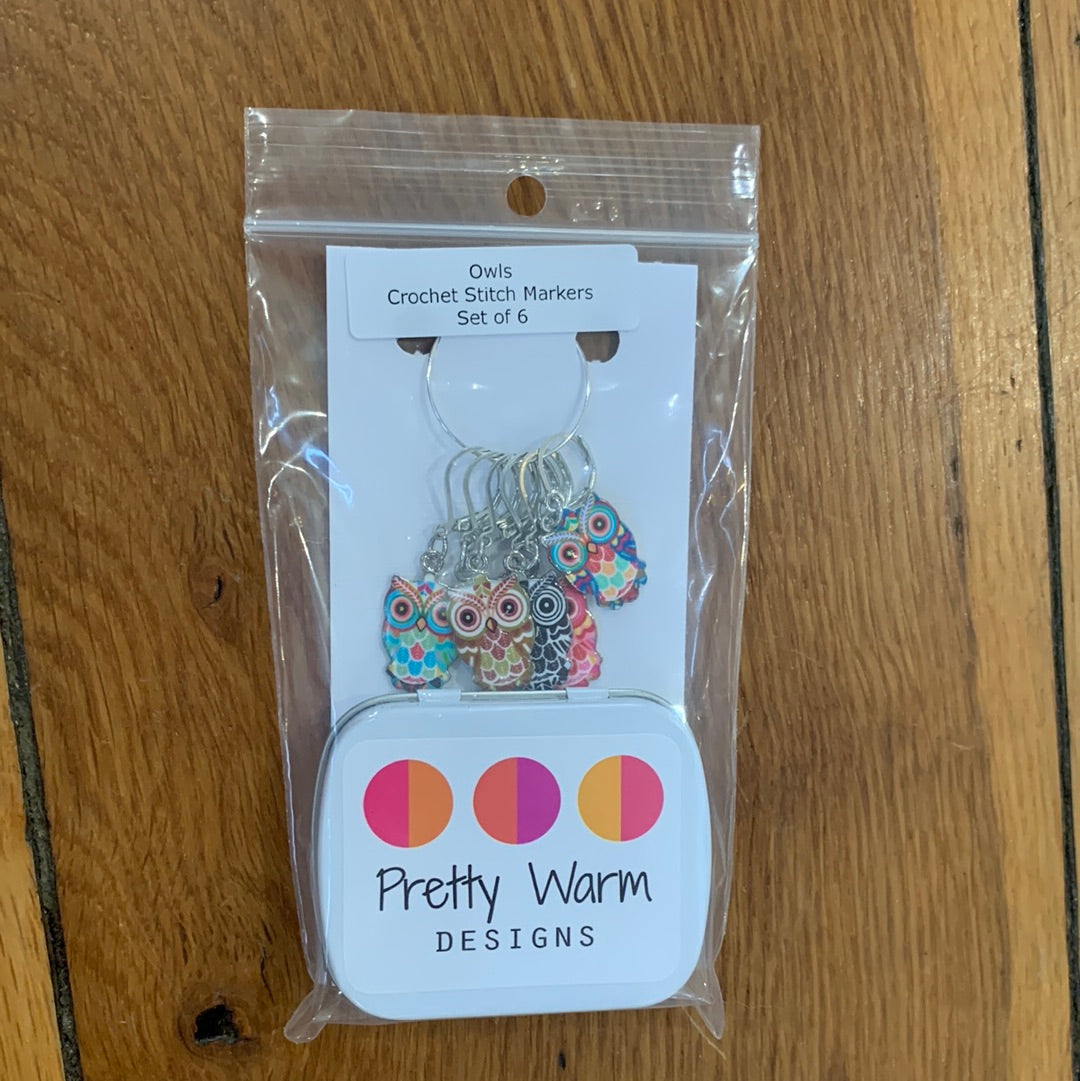 Owls
Crochet Stitch Markers
Set of 6
Pretty Warm
DESIGNS